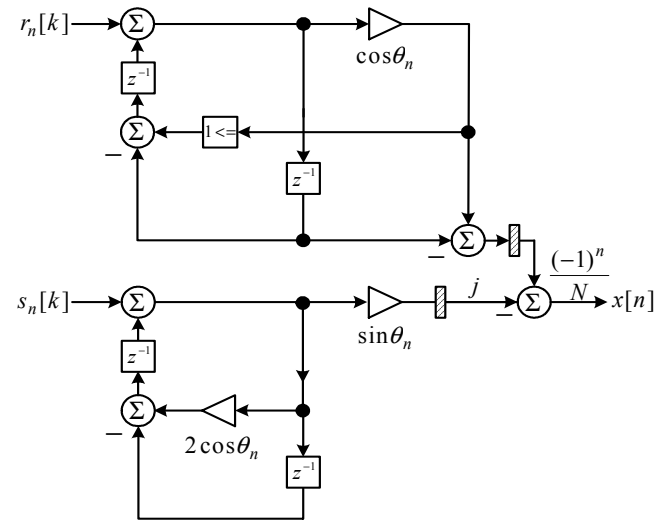 r_n[k] Σ
cosθ_n
z⁻¹
Σ 1<=
−
z⁻¹
− Σ
s_n[k] Σ sinθ_n j − Σ (−1)ⁿ/N x[n]
z⁻¹
Σ 2cosθ_n
−
z⁻¹